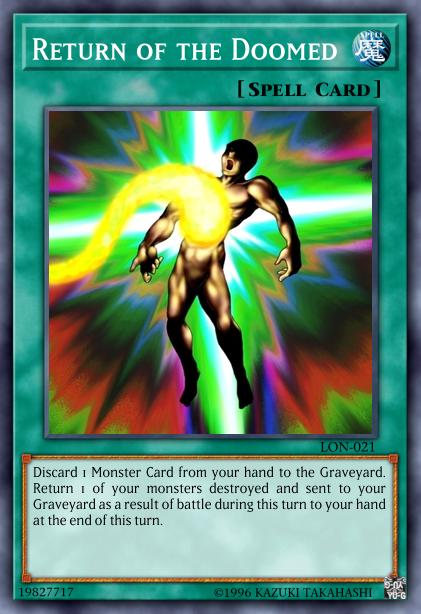 RETURN OF THE DOOMED
SPELL
魔
[SPELL CARD]
LON-021
Discard 1 Monster Card from your hand to the Graveyard.
Return 1 of your monsters destroyed and sent to your
Graveyard as a result of battle during this turn to your hand
at the end of this turn.
19827717
©1996 KAZUKI TAKAHASHI